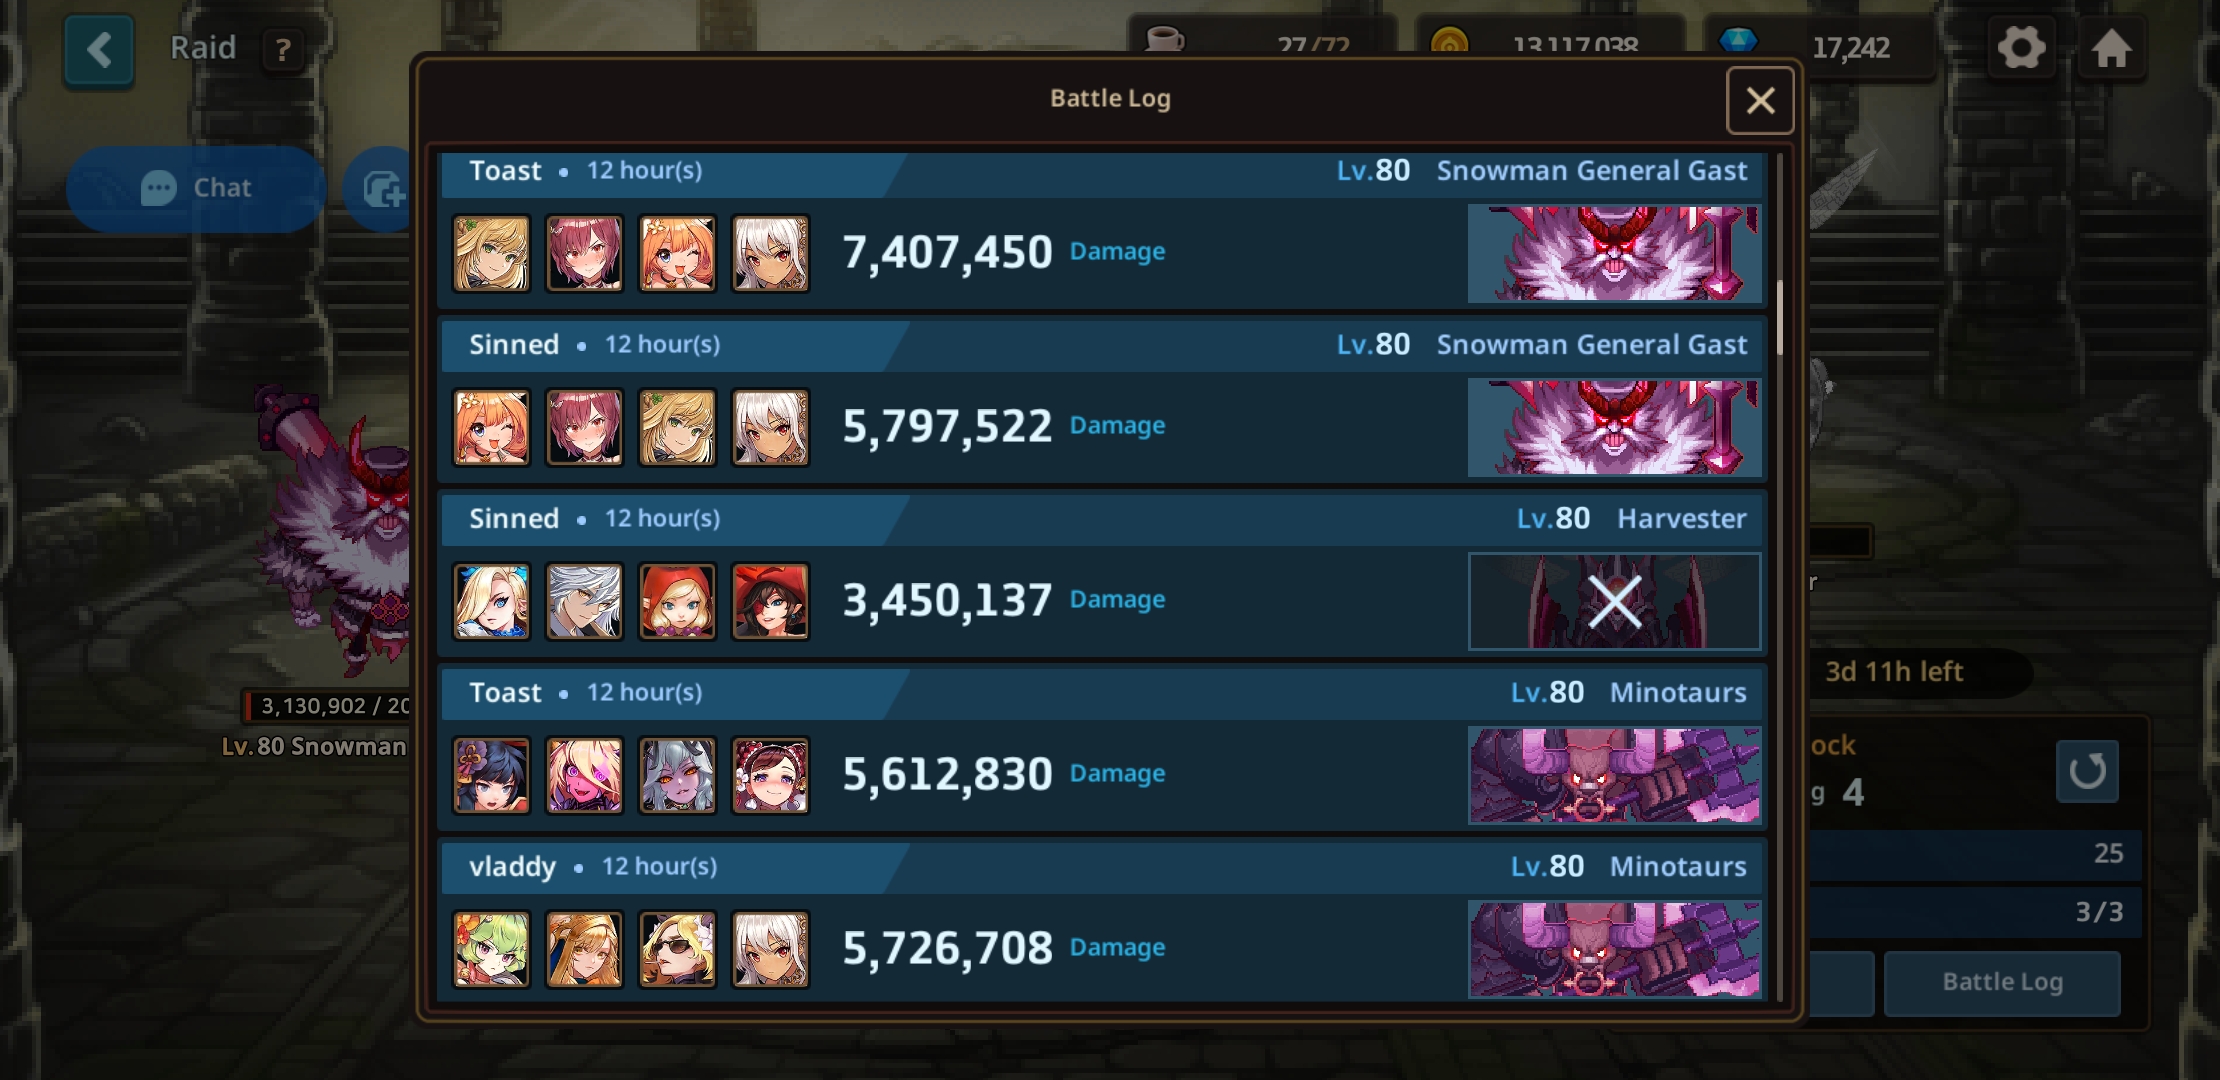 Raid ?
27/72
13,117,038
17,242
Battle Log
Chat
Toast • 12 hour(s) Lv.80 Snowman General Gast
7,407,450 Damage
Sinned • 12 hour(s) Lv.80 Snowman General Gast
5,797,522 Damage
Sinned • 12 hour(s) Lv.80 Harvester
3,450,137 Damage
Toast • 12 hour(s) Lv.80 Minotaurs
5,612,830 Damage
vladdy • 12 hour(s) Lv.80 Minotaurs
5,726,708 Damage
3,130,902 / 20
Lv.80 Snowman
r
3d 11h left
ock
g 4
25
3/3
Battle Log